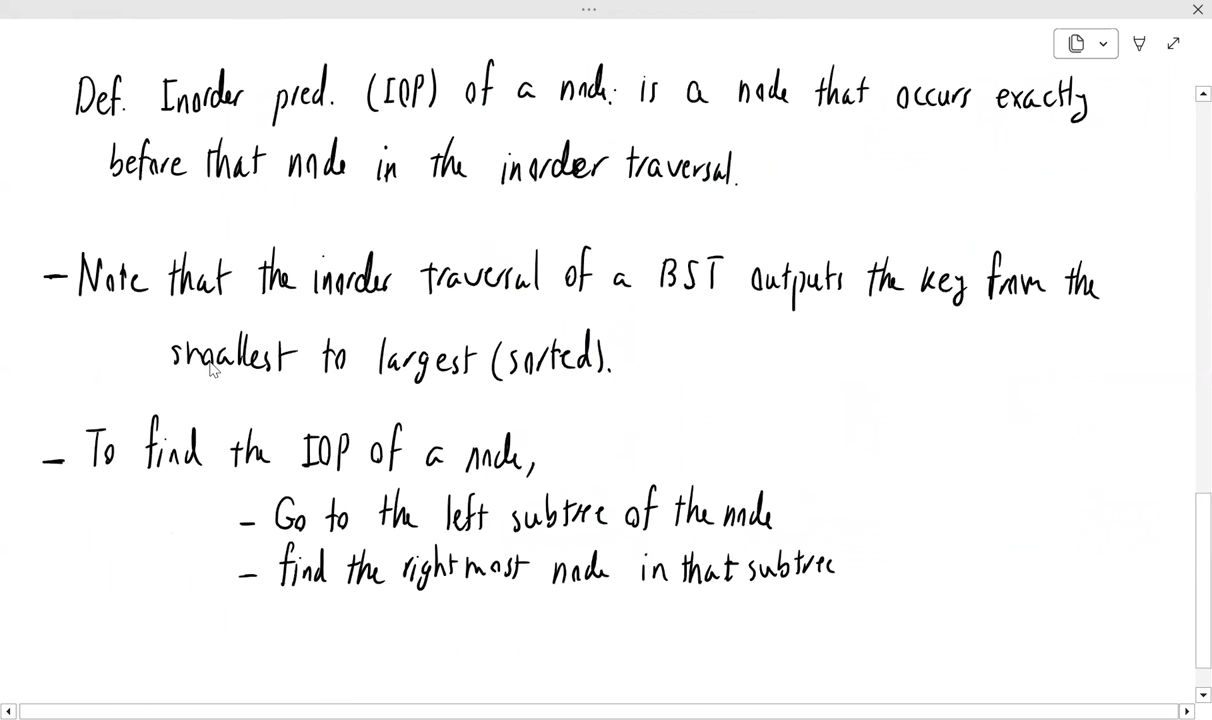 Def. Inorder pred. (IOP) of a node. is a node that occurs exactly
before that node in the inorder traversal.
- Note that the inorder traversal of a BST outputs the key from the
smallest to largest (sorted).
- To find the IOP of a node,
- Go to the left subtree of the node
- find the rightmost node in that subtree